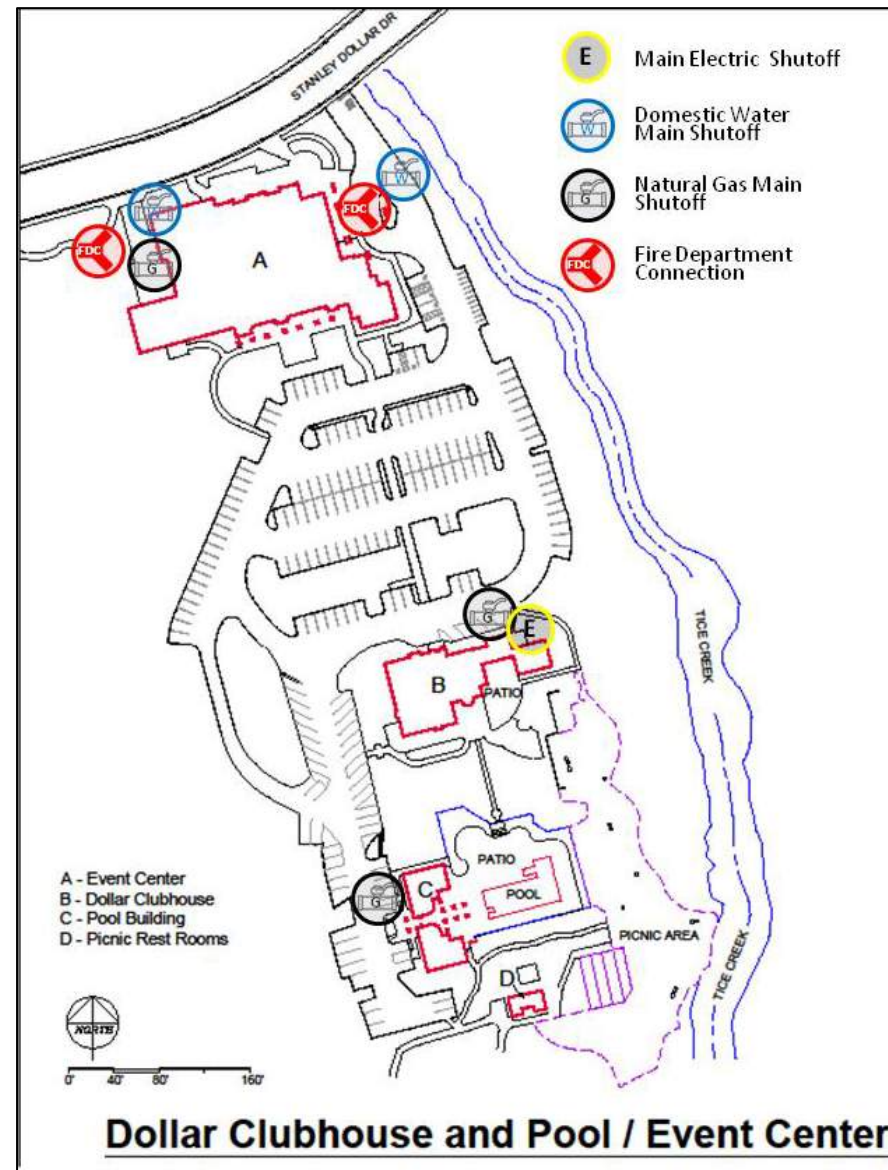 STANLEY DOLLAR DR
E
Main Electric Shutoff
W
Domestic Water
Main Shutoff
G
Natural Gas Main
Shutoff
FDC
Fire Department
Connection
W
FDC
W
FDC
G
A
G
E
B
PATIO
TICE CREEK
PATIO
C
POOL
G
A - Event Center
B - Dollar Clubhouse
C - Pool Building
D - Picnic Rest Rooms
PICNIC AREA
D
TICE CREEK
NORTH
0' 40' 80' 160'
Dollar Clubhouse and Pool / Event Center